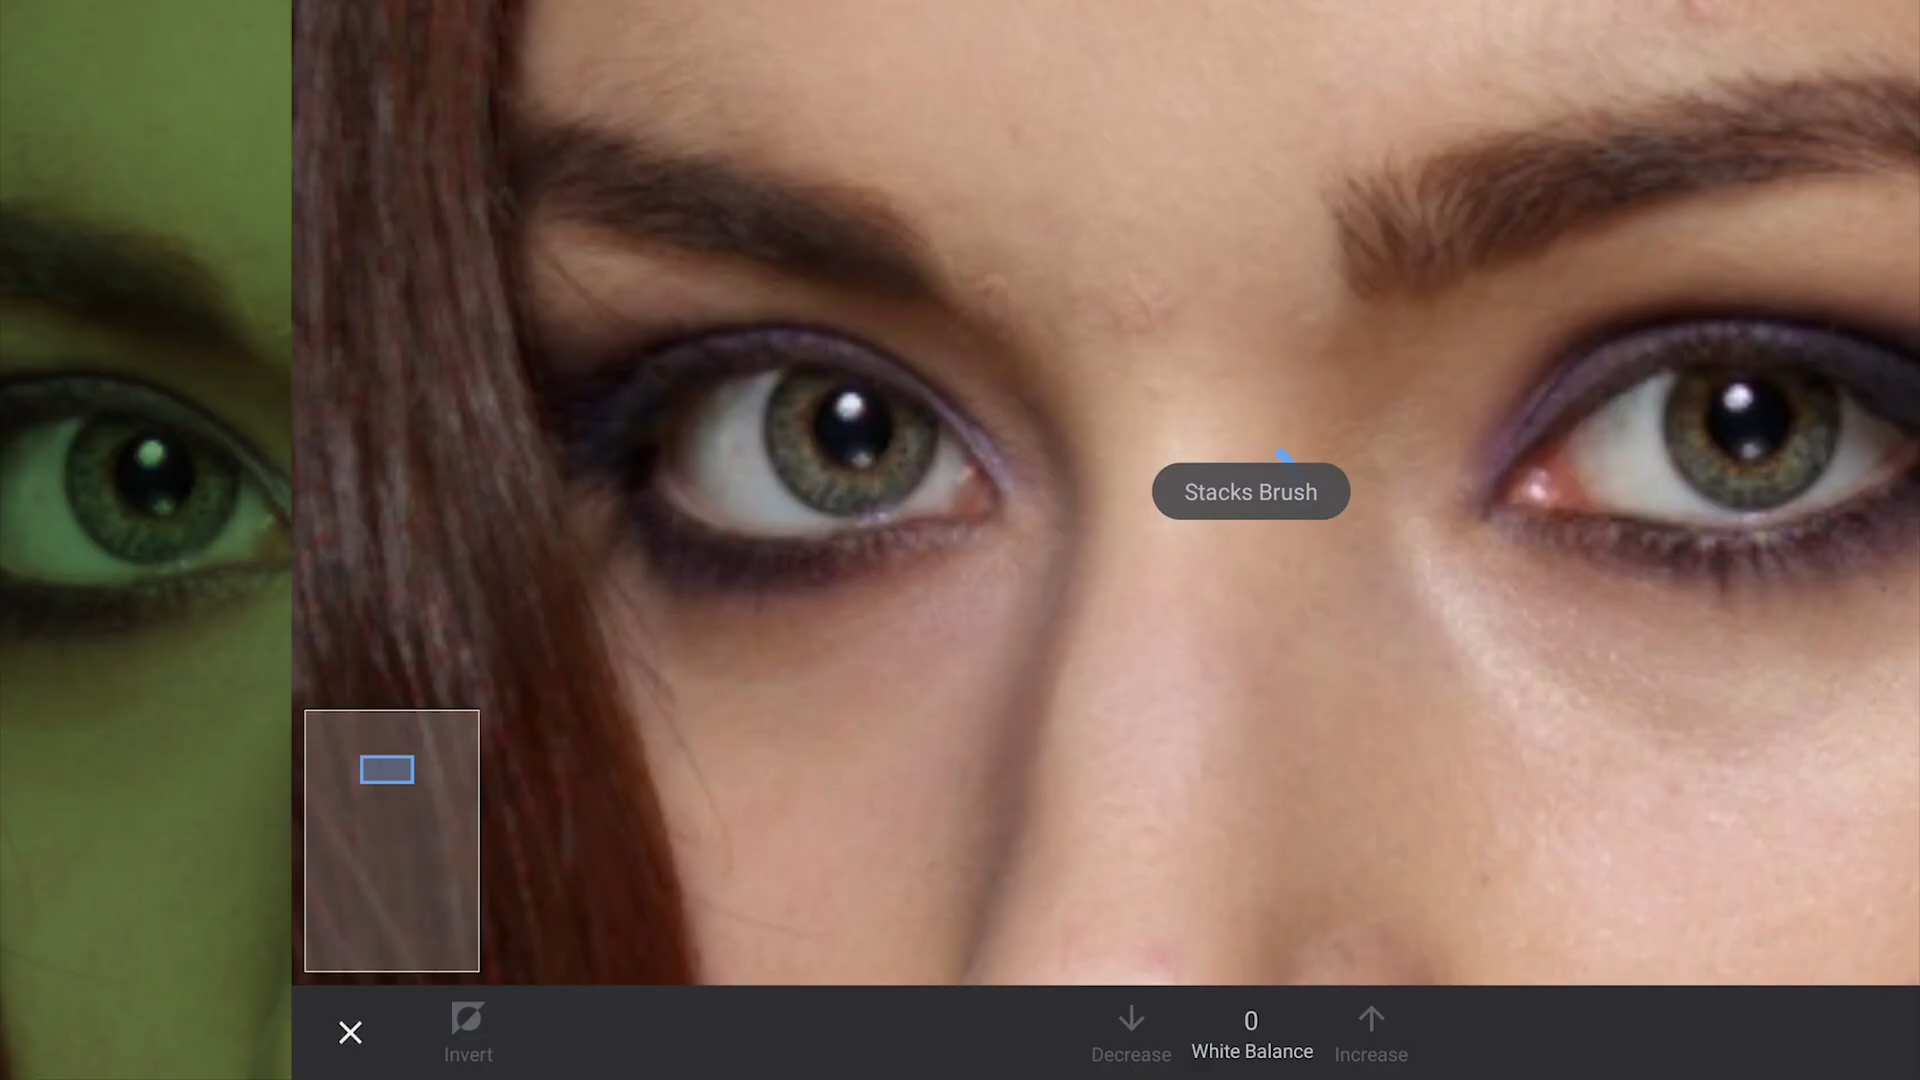 Stacks Brush
Invert
Decrease
0
White Balance
Increase